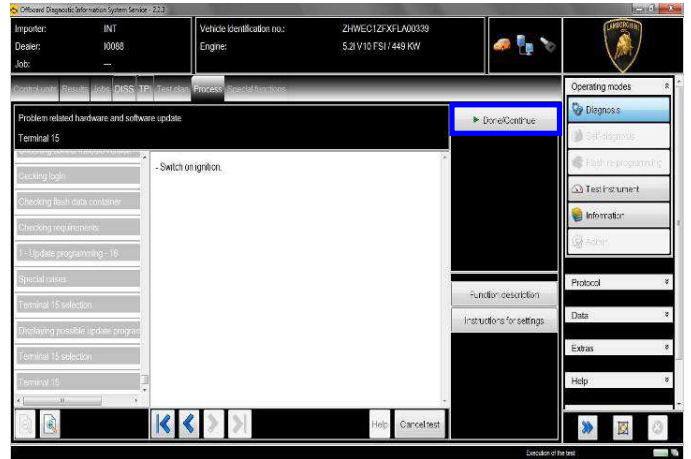 Offboard Diagnostic Information System Service - 2.2.3
Importer: INT
Dealer: I0088
Job: ---
Vehicle identification no.: ZHWEC1ZFXFLA00339
Engine: 5.2l V10 FSI / 449 KW
LAMBORGHINI
Control units Results Jobs DISS TPI Test plan Process Special functions
Problem related hardware and software update
Terminal 15
Done/Continue
Cecking login
Checking flash data container
Checking requirements
1 - Update programming - 16
Special cases
Terminal 15 selection
Displaying possible update program
Terminal 15 selection
Terminal 15
- Switch on ignition.
Function description
Instructions for settings
Help
Cancel test
Operating modes
Diagnosis
Self-diagnosis
Flash re-programming
Test instrument
Information
Admin
Protocol
Data
Extras
Help
Execution of the test